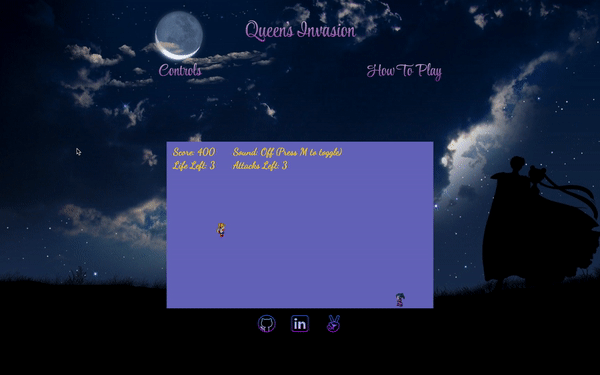 Queen's Invasion
Controls
How To Play
Score: 400 Sound: Off (Press M to toggle)
Life Left: 3 Attacks Left: 3
in